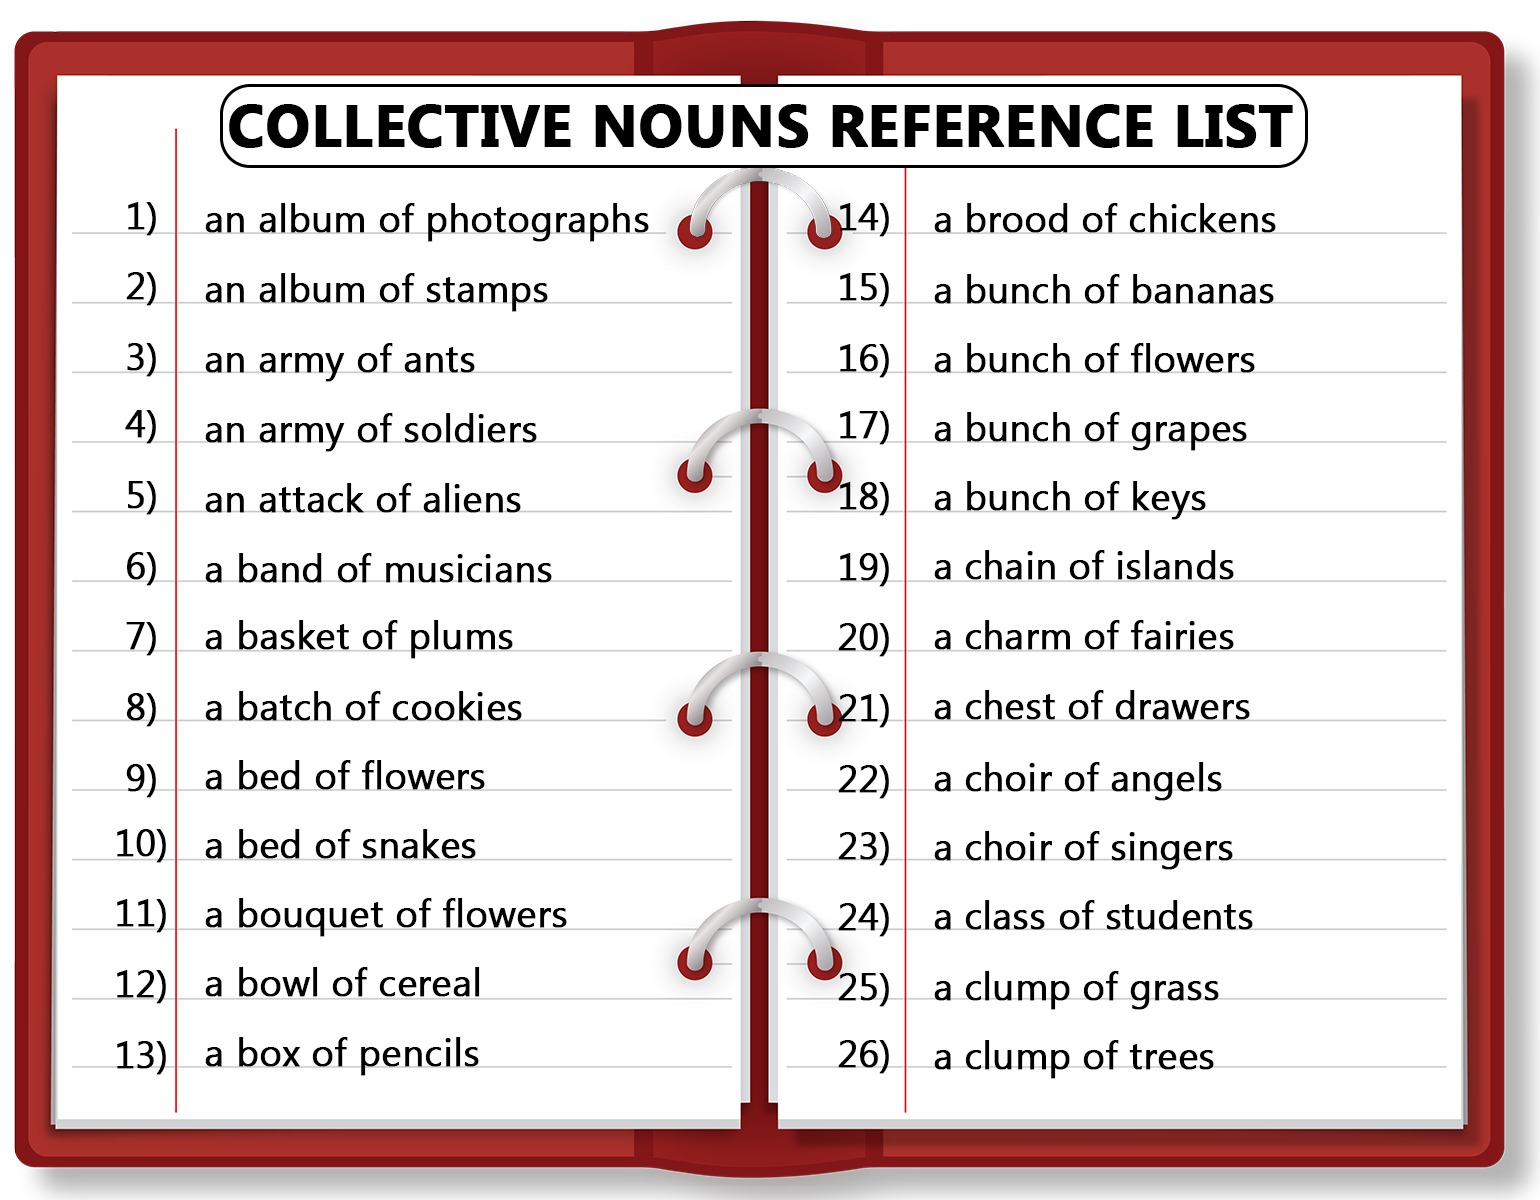 COLLECTIVE NOUNS REFERENCE LIST
1) an album of photographs
2) an album of stamps
3) an army of ants
4) an army of soldiers
5) an attack of aliens
6) a band of musicians
7) a basket of plums
8) a batch of cookies
9) a bed of flowers
10) a bed of snakes
11) a bouquet of flowers
12) a bowl of cereal
13) a box of pencils
14) a brood of chickens
15) a bunch of bananas
16) a bunch of flowers
17) a bunch of grapes
18) a bunch of keys
19) a chain of islands
20) a charm of fairies
21) a chest of drawers
22) a choir of angels
23) a choir of singers
24) a class of students
25) a clump of grass
26) a clump of trees